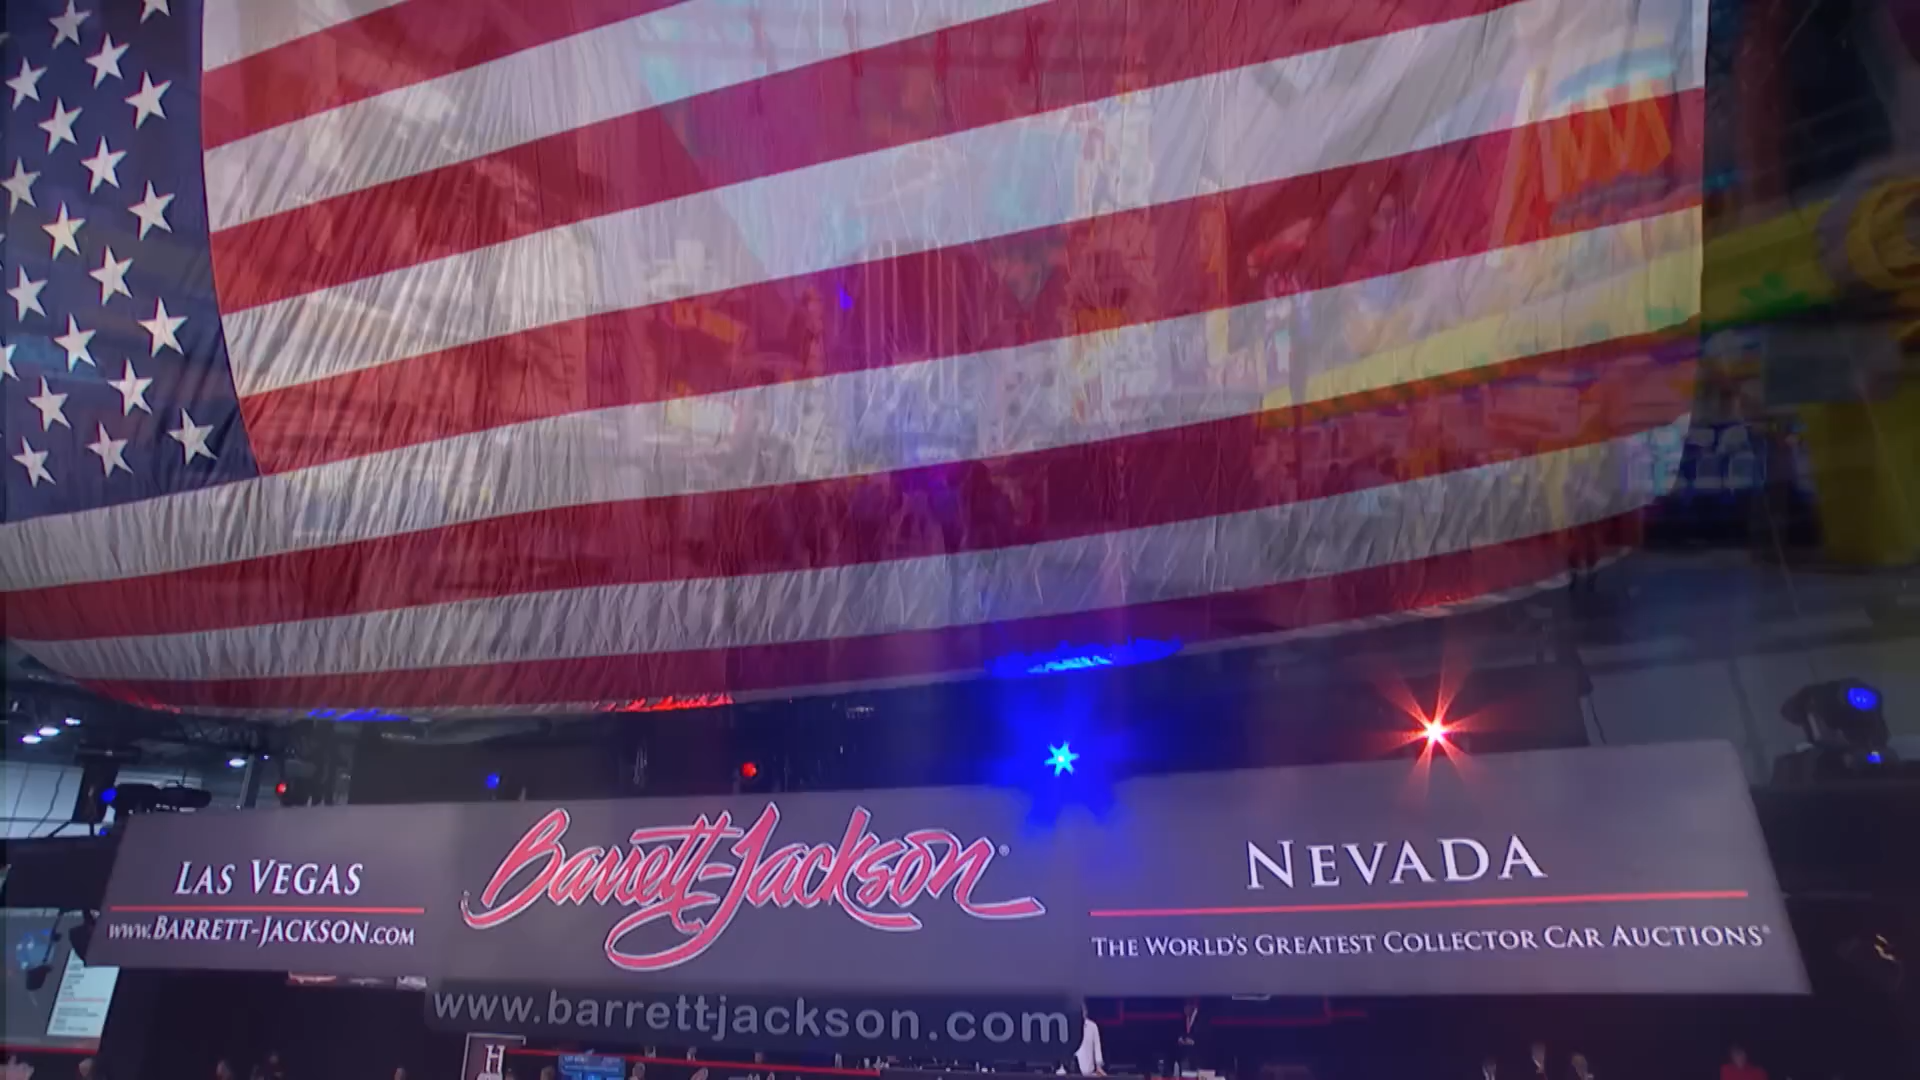 LAS VEGAS
WWW.BARRETT-JACKSON.COM
Barrett-Jackson®
NEVADA
THE WORLD'S GREATEST COLLECTOR CAR AUCTIONS®
www.barrett-jackson.com
H